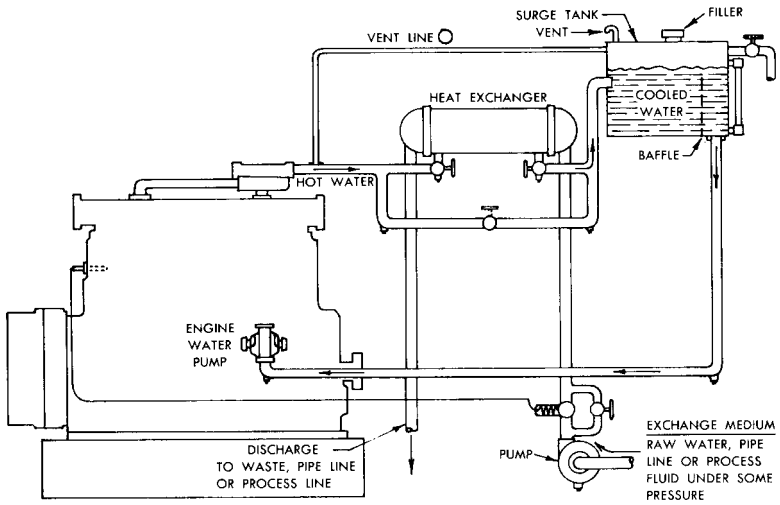 SURGE TANK
FILLER
VENT LINE
VENT
HEAT EXCHANGER
COOLED
WATER
BAFFLE
HOT WATER
ENGINE
WATER
PUMP
DISCHARGE
TO WASTE, PIPE LINE
OR PROCESS LINE
PUMP
EXCHANGE MEDIUM
RAW WATER, PIPE
LINE OR PROCESS
FLUID UNDER SOME
PRESSURE